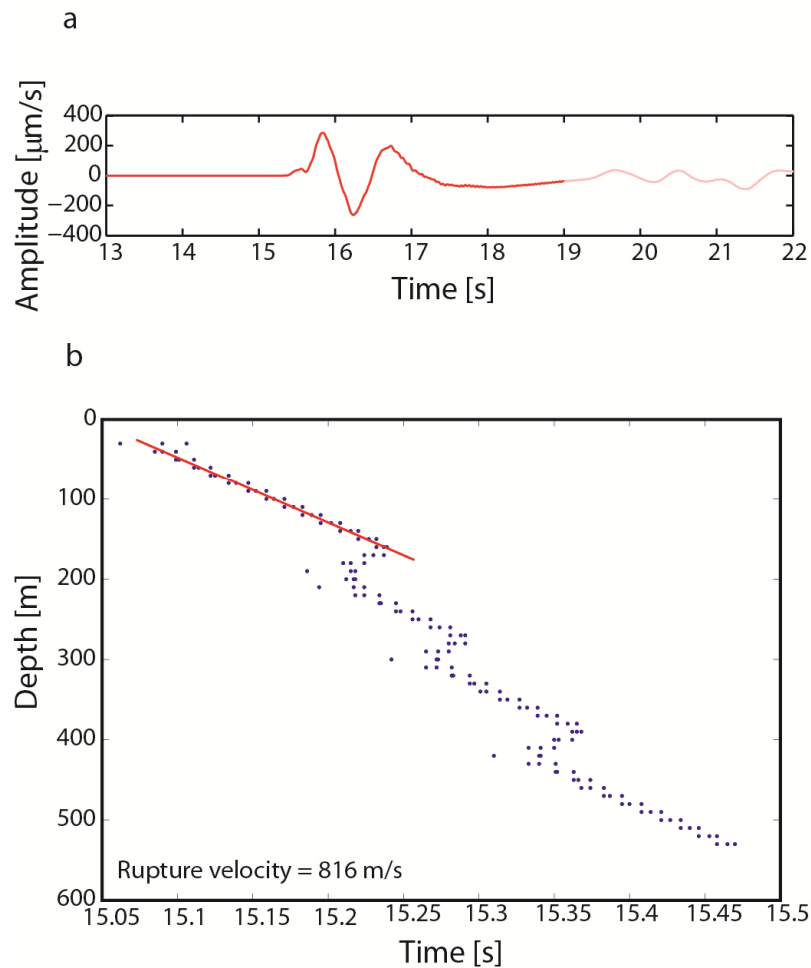 a
Amplitude [μm/s]
400
200
0
−200
−400
13 14 15 16 17 18 19 20 21 22
Time [s]
b
Depth [m]
0
100
200
300
400
500
600
Rupture velocity = 816 m/s
15.05 15.1 15.15 15.2 15.25 15.3 15.35 15.4 15.45 15.5
Time [s]